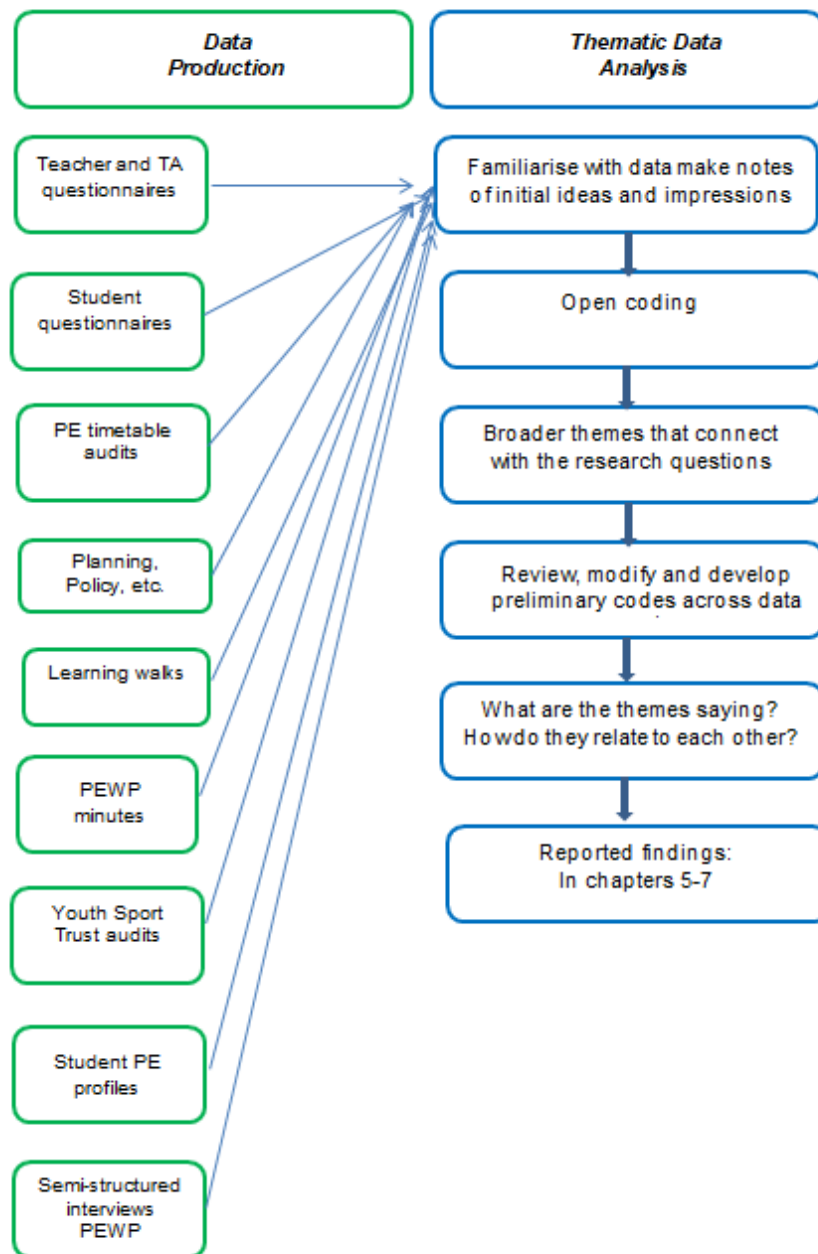 Data
Production
Thematic Data
Analysis
Teacher and TA
questionnaires
Student
questionnaires
PE timetable
audits
Planning,
Policy, etc.
Learning walks
PEWP
minutes
Youth Sport
Trust audits
Student PE
profiles
Semi-structured
interviews
PEWP
Familiarise with data make notes
of initial ideas and impressions
Open coding
Broader themes that connect
with the research questions
Review, modify and develop
preliminary codes across data
What are the themes saying?
How do they relate to each other?
Reported findings:
In chapters 5-7